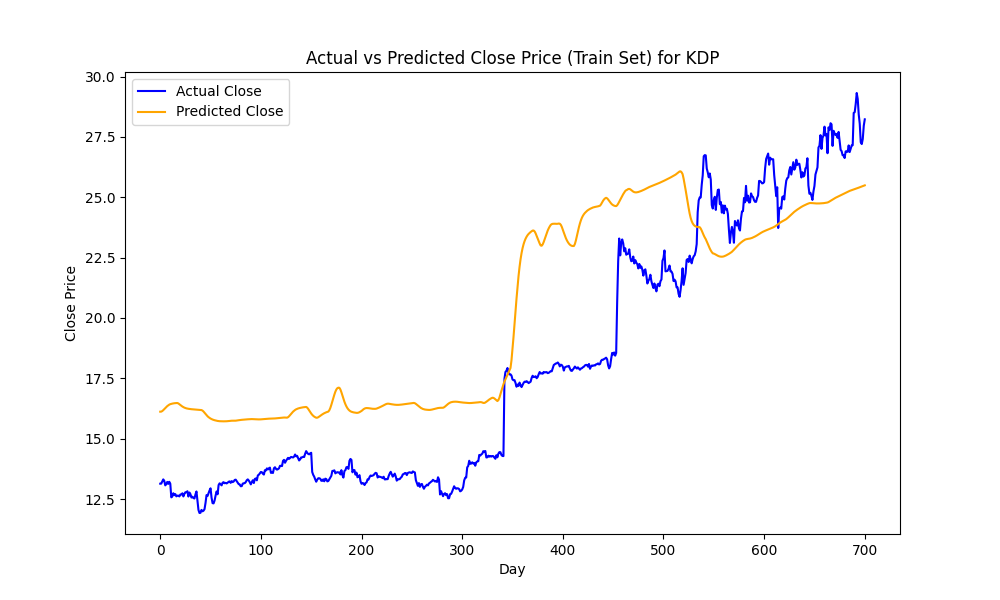 Actual vs Predicted Close Price (Train Set) for KDP
Actual Close
Predicted Close
Close Price
30.0
27.5
25.0
22.5
20.0
17.5
15.0
12.5
0 100 200 300 400 500 600 700
Day